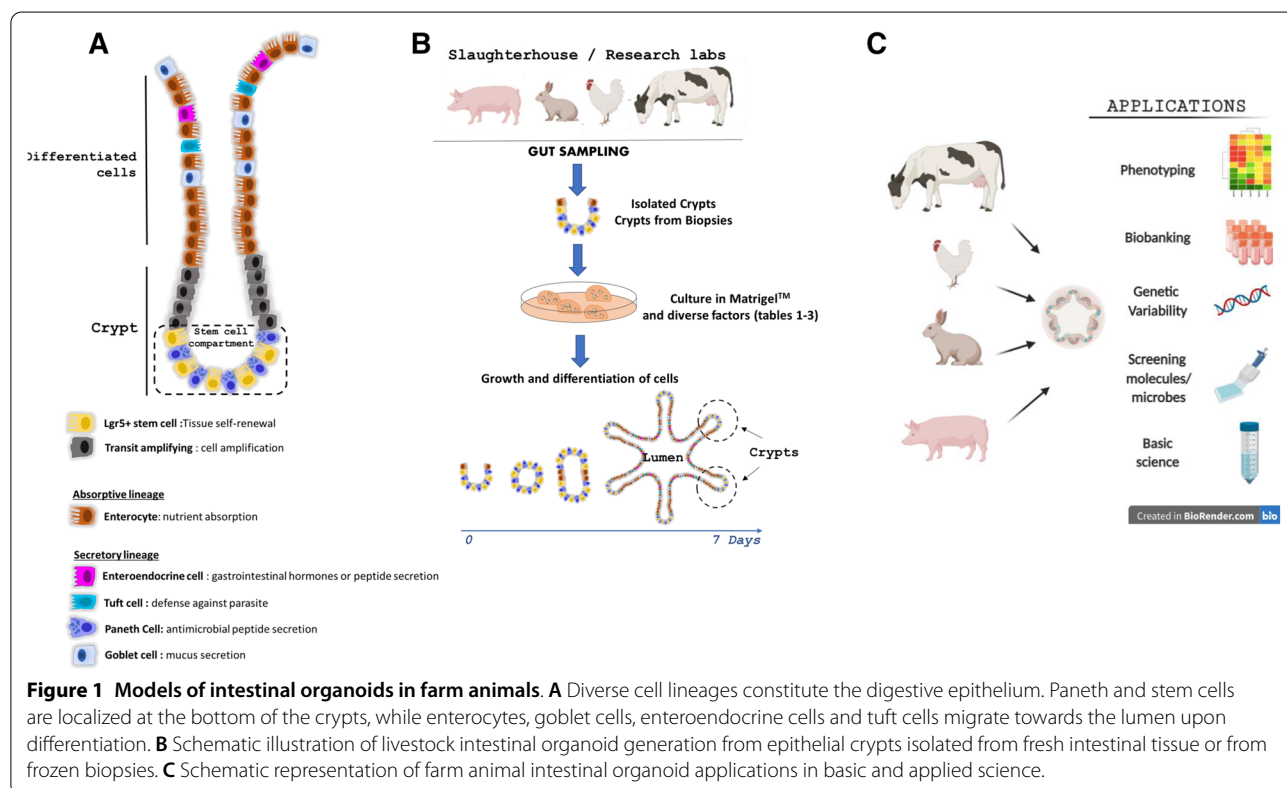 A
Differentiated
cells
Crypt
Stem cell
compartment
Lgr5+ stem cell :Tissue self-renewal
Transit amplifying : cell amplification
Absorptive lineage
Enterocyte: nutrient absorption
Secretory lineage
Enteroendocrine cell : gastrointestinal hormones or peptide secretion
Tuft cell : defense against parasite
Paneth Cell: antimicrobial peptide secretion
Goblet cell : mucus secretion
B
Slaughterhouse / Research labs
GUT SAMPLING
Isolated Crypts
Crypts from Biopsies
Culture in Matrigel™
and diverse factors (tables 1-3)
Growth and differentiation of cells
Lumen
Crypts
0 7 Days
C
APPLICATIONS
Phenotyping
Biobanking
Genetic
Variability
Screening
molecules/
microbes
Basic
science
Created in BioRender.com bio
Figure 1 Models of intestinal organoids in farm animals. A Diverse cell lineages constitute the digestive epithelium. Paneth and stem cells
are localized at the bottom of the crypts, while enterocytes, goblet cells, enteroendocrine cells and tuft cells migrate towards the lumen upon
differentiation. B Schematic illustration of livestock intestinal organoid generation from epithelial crypts isolated from fresh intestinal tissue or from
frozen biopsies. C Schematic representation of farm animal intestinal organoid applications in basic and applied science.